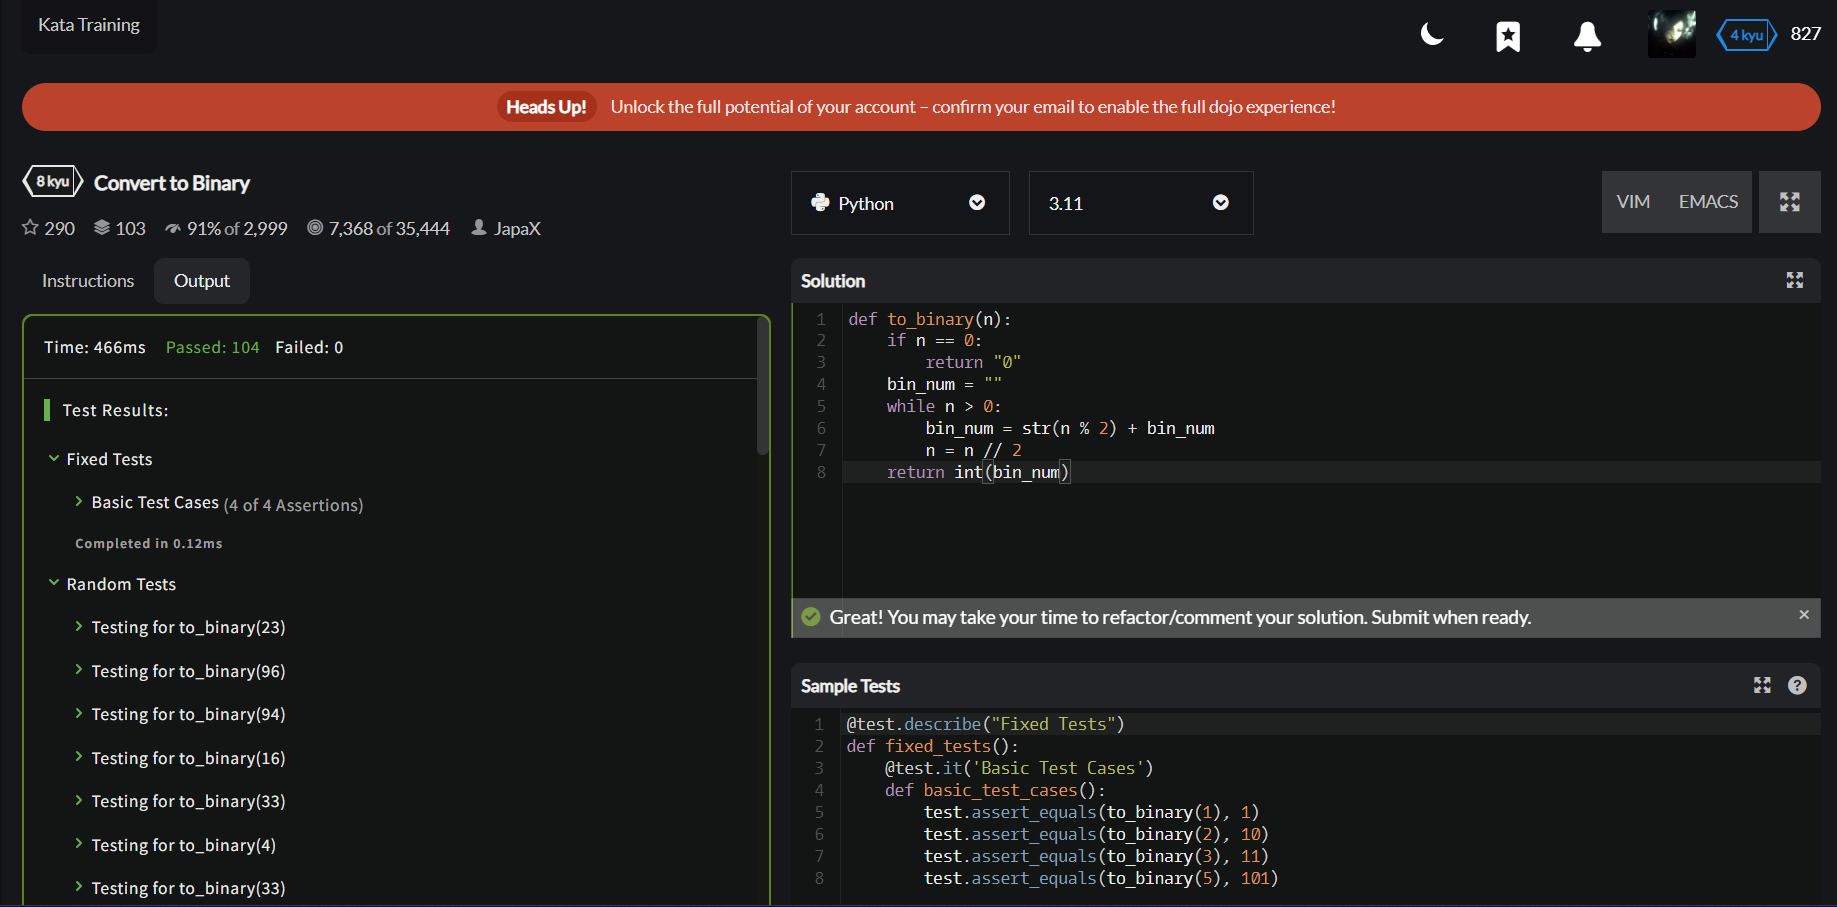 Kata Training
4 kyu 827
Heads Up! Unlock the full potential of your account – confirm your email to enable the full dojo experience!
8 kyu Convert to Binary
290 103 91% of 2,999 7,368 of 35,444 JapaX
Instructions Output
Time: 466ms Passed: 104 Failed: 0
Test Results:
Fixed Tests
Basic Test Cases (4 of 4 Assertions)
Completed in 0.12ms
Random Tests
Testing for to_binary(23)
Testing for to_binary(96)
Testing for to_binary(94)
Testing for to_binary(16)
Testing for to_binary(33)
Testing for to_binary(4)
Testing for to_binary(33)
Python 3.11 VIM EMACS
Solution
1 def to_binary(n):
2     if n == 0:
3         return "0"
4     bin_num = ""
5     while n > 0:
6         bin_num = str(n % 2) + bin_num
7         n = n // 2
8     return int(bin_num)
Great! You may take your time to refactor/comment your solution. Submit when ready.
Sample Tests
1 @test.describe("Fixed Tests")
2 def fixed_tests():
3     @test.it('Basic Test Cases')
4     def basic_test_cases():
5         test.assert_equals(to_binary(1), 1)
6         test.assert_equals(to_binary(2), 10)
7         test.assert_equals(to_binary(3), 11)
8         test.assert_equals(to_binary(5), 101)